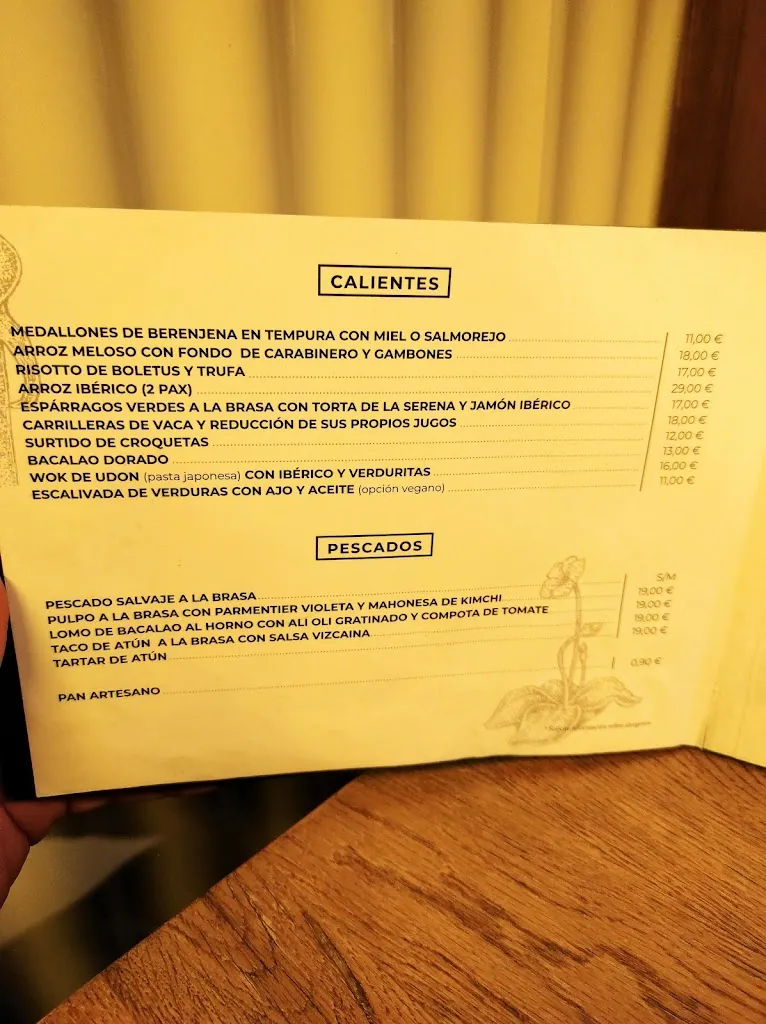 CALIENTES
MEDALLONES DE BERENJENA EN TEMPURA CON MIEL O SALMOREJO 11,00 €
ARROZ MELOSO CON FONDO DE CARABINERO Y GAMBONES 18,00 €
RISOTTO DE BOLETUS Y TRUFA 17,00 €
ARROZ IBÉRICO (2 PAX) 29,00 €
ESPÁRRAGOS VERDES A LA BRASA CON TORTA DE LA SERENA Y JAMÓN IBÉRICO 17,00 €
CARRILLERAS DE VACA Y REDUCCIÓN DE SUS PROPIOS JUGOS 18,00 €
SURTIDO DE CROQUETAS 12,00 €
BACALAO DORADO 13,00 €
WOK DE UDON (pasta japonesa) CON IBÉRICO Y VERDURITAS 16,00 €
ESCALIVADA DE VERDURAS CON AJO Y ACEITE (opción vegano) 11,00 €
PESCADOS
PESCADO SALVAJE A LA BRASA S/M
PULPO A LA BRASA CON PARMENTIER VIOLETA Y MAHONESA DE KIMCHI 19,00 €
LOMO DE BACALAO AL HORNO CON ALI OLI GRATINADO Y COMPOTA DE TOMATE 19,00 €
TACO DE ATÚN A LA BRASA CON SALSA VIZCAINA 19,00 €
TARTAR DE ATÚN 19,00 €
PAN ARTESANO 0,90 €